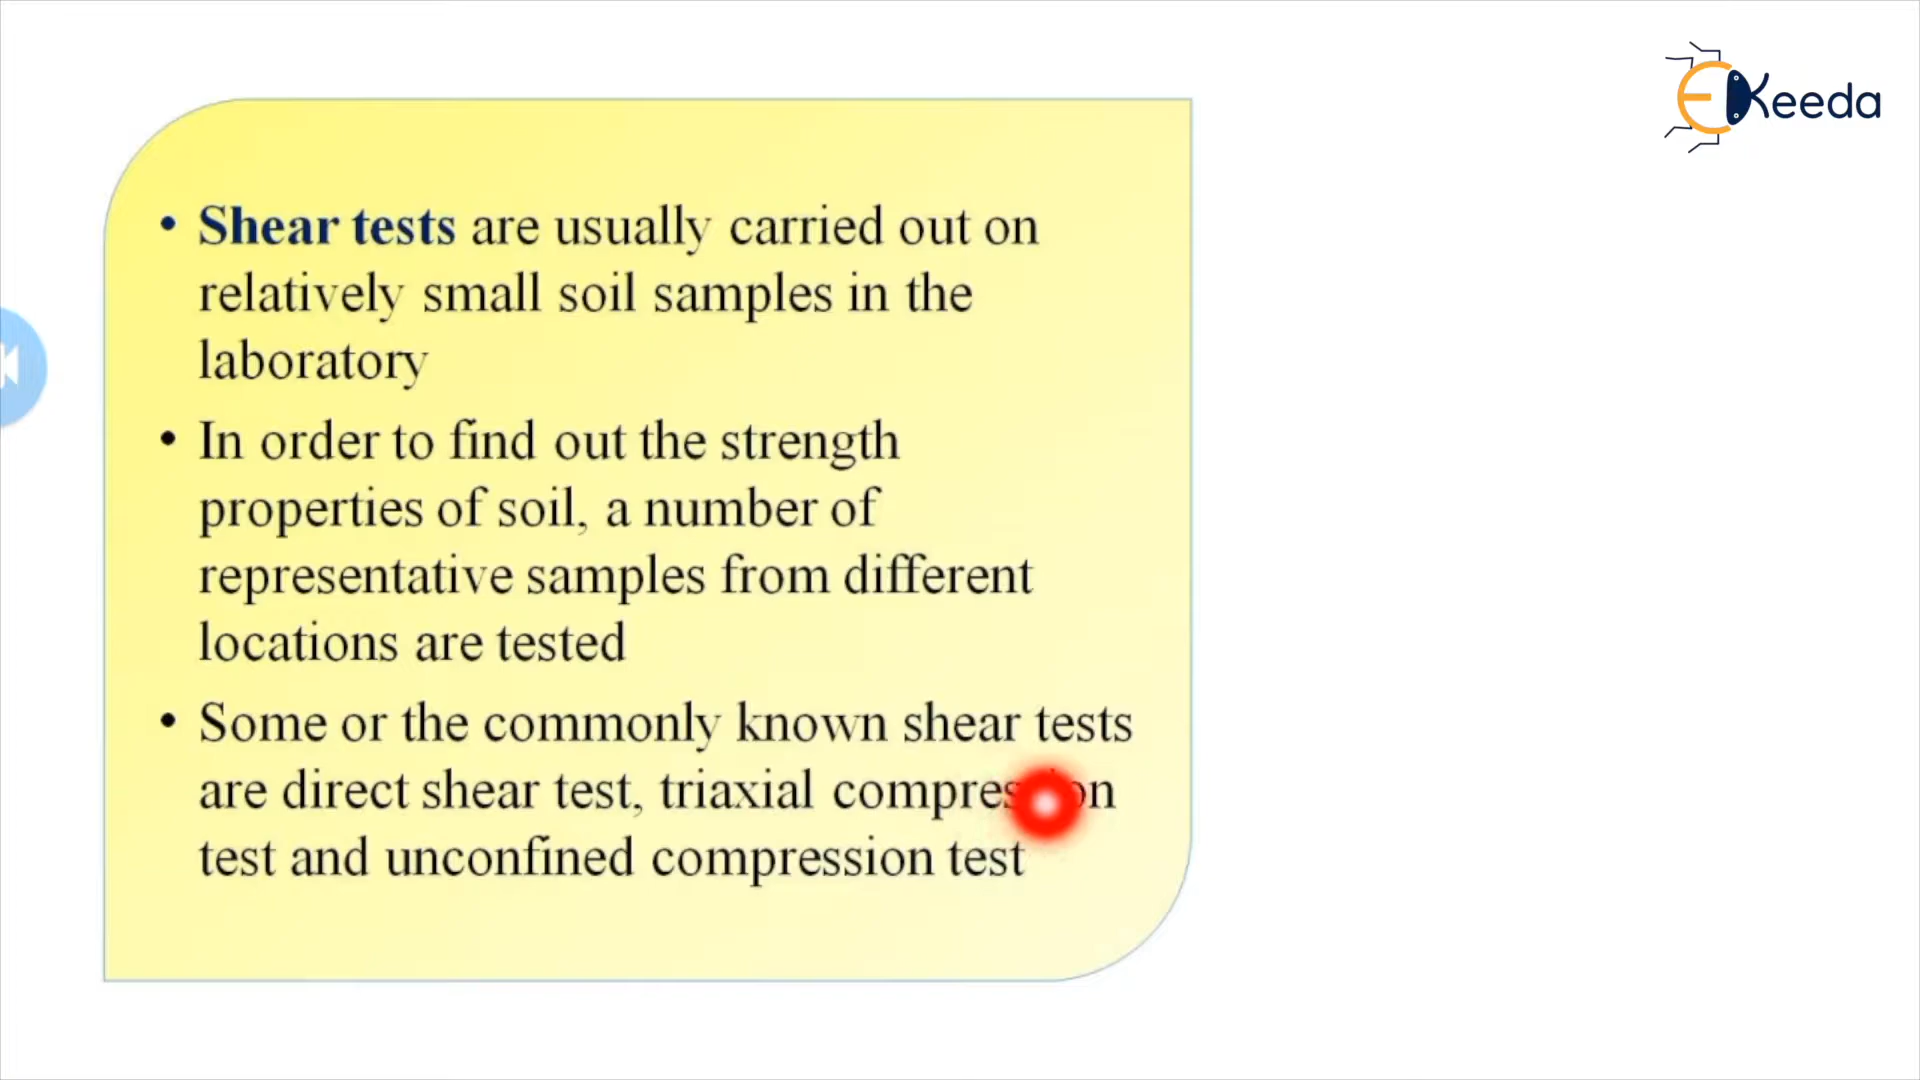 EKeeda
• Shear tests are usually carried out on
relatively small soil samples in the
laboratory
• In order to find out the strength
properties of soil, a number of
representative samples from different
locations are tested
• Some or the commonly known shear tests
are direct shear test, triaxial compression
test and unconfined compression test